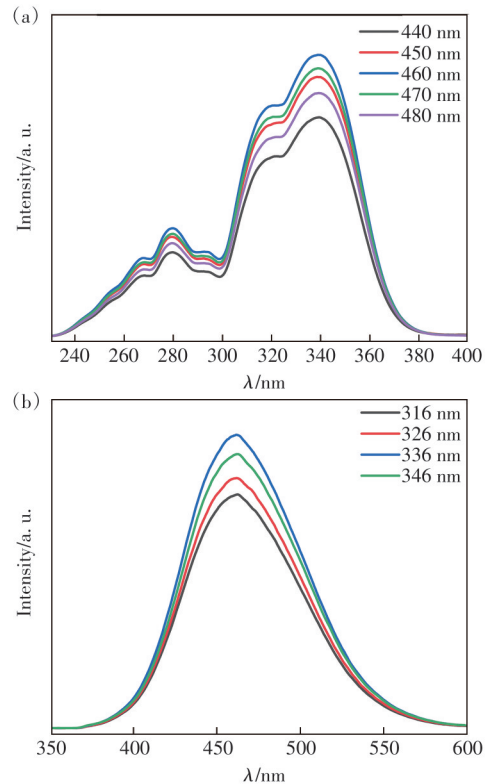 (a)
440 nm
450 nm
460 nm
470 nm
480 nm
Intensity/a. u.
240 260 280 300 320 340 360 380 400
λ/nm
(b)
316 nm
326 nm
336 nm
346 nm
Intensity/a. u.
350 400 450 500 550 600
λ/nm